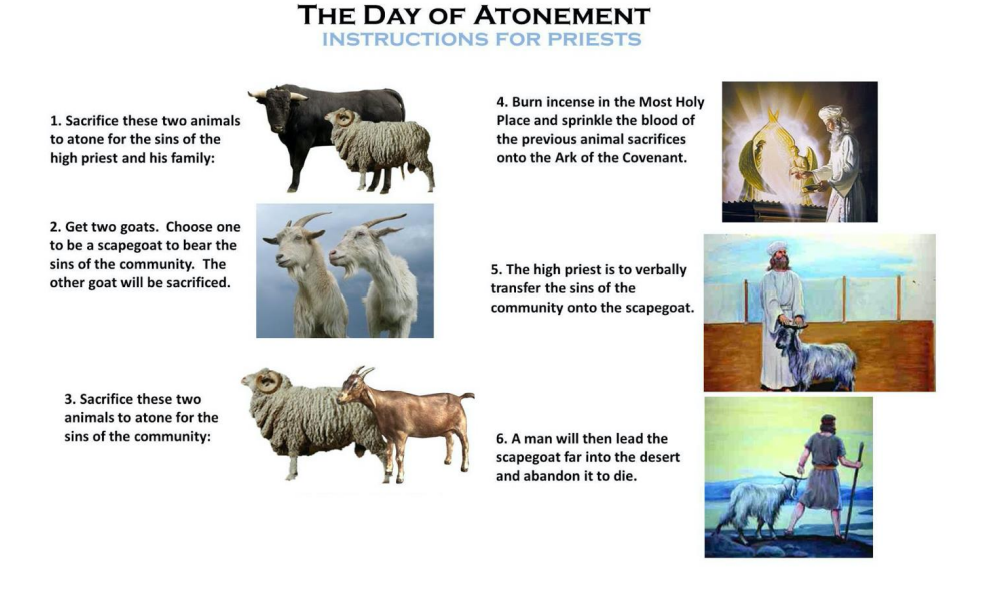 THE DAY OF ATONEMENT
INSTRUCTIONS FOR PRIESTS
1. Sacrifice these two animals
to atone for the sins of the
high priest and his family:
2. Get two goats.  Choose one
to be a scapegoat to bear the
sins of the community.  The
other goat will be sacrificed.
3. Sacrifice these two
animals to atone for the
sins of the community:
4. Burn incense in the Most Holy
Place and sprinkle the blood of
the previous animal sacrifices
onto the Ark of the Covenant.
5. The high priest is to verbally
transfer the sins of the
community onto the scapegoat.
6. A man will then lead the
scapegoat far into the desert
and abandon it to die.